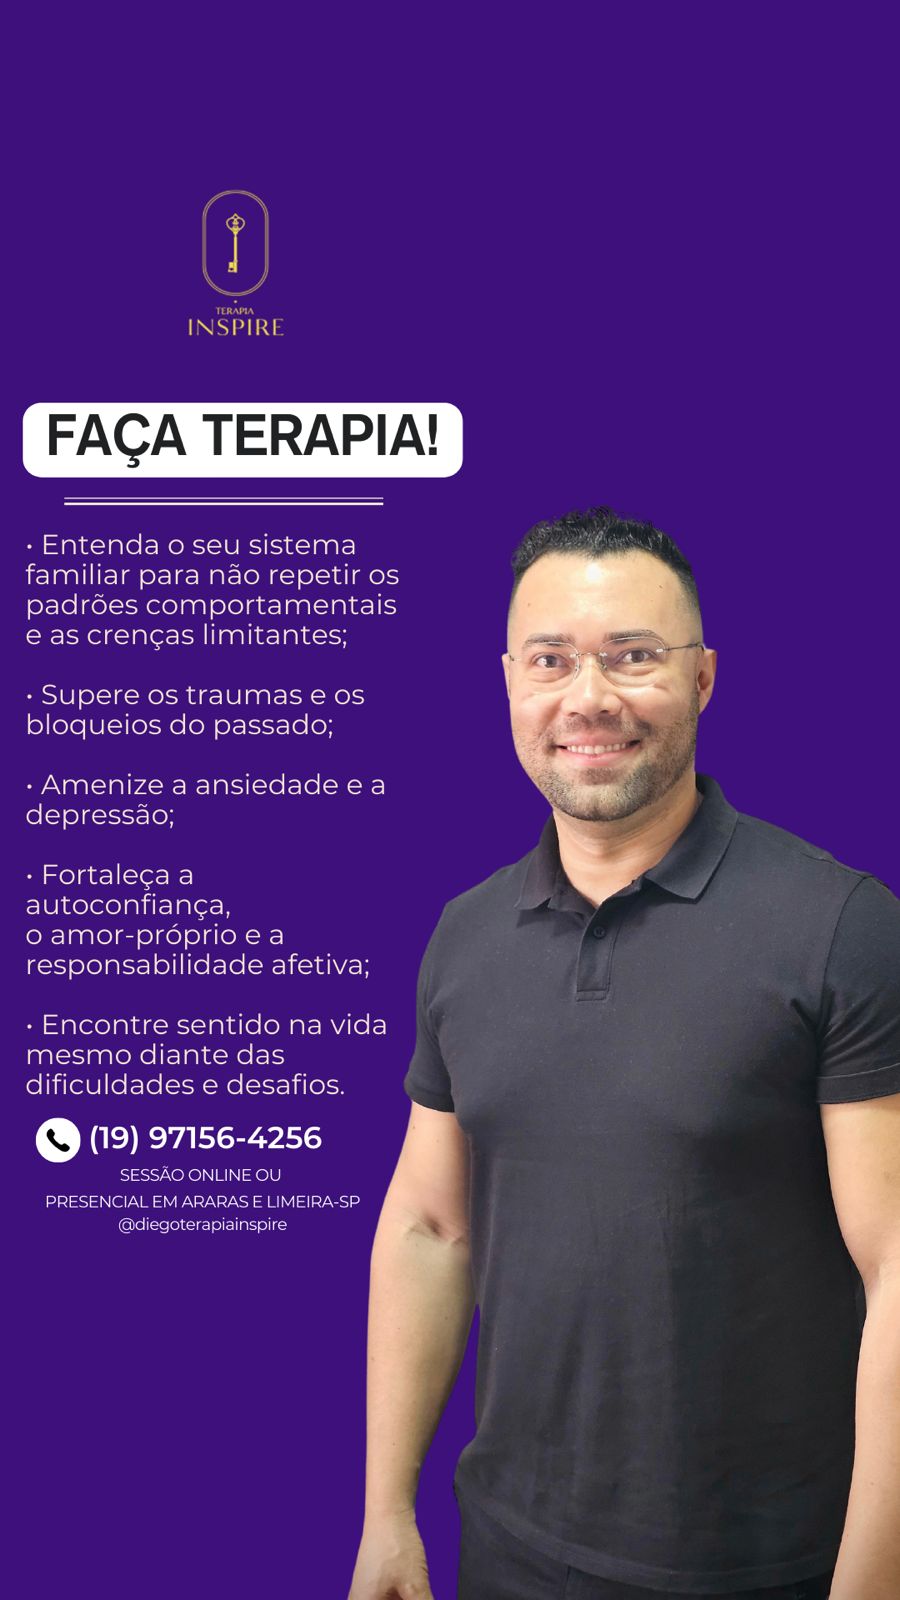 TERAPIA
INSPIRE
FAÇA TERAPIA!
• Entenda o seu sistema
familiar para não repetir os
padrões comportamentais
e as crenças limitantes;
• Supere os traumas e os
bloqueios do passado;
• Amenize a ansiedade e a
depressão;
• Fortaleça a
autoconfiança,
o amor-próprio e a
responsabilidade afetiva;
• Encontre sentido na vida
mesmo diante das
dificuldades e desafios.
(19) 97156-4256
SESSÃO ONLINE OU
PRESENCIAL EM ARARAS E LIMEIRA-SP
@diegoterapiainspire